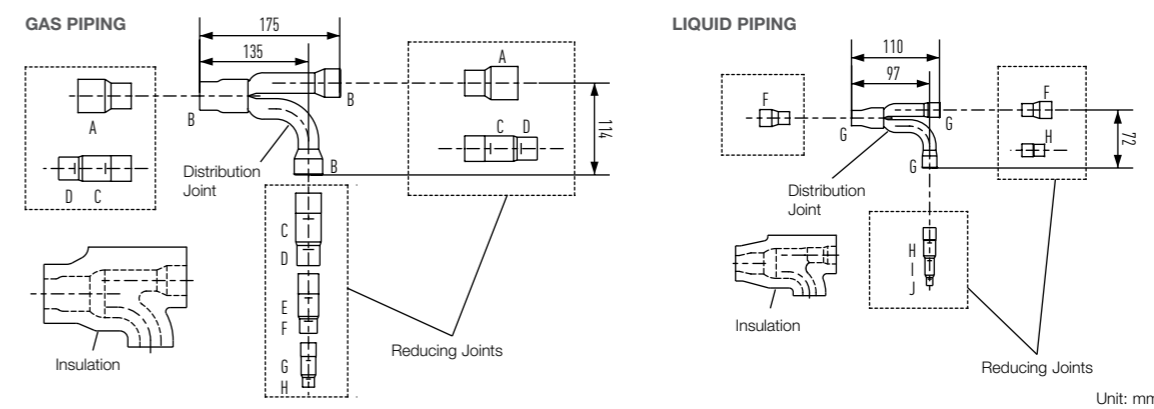 GAS PIPING
175
135
A
B
B
B
114
A
C D
D C
Distribution
Joint
C
D
E
F
G
H
Insulation
Reducing Joints
LIQUID PIPING
110
97
F
G
G
G
72
F
H
Distribution
Joint
H
I
J
Insulation
Reducing Joints
Unit: mm